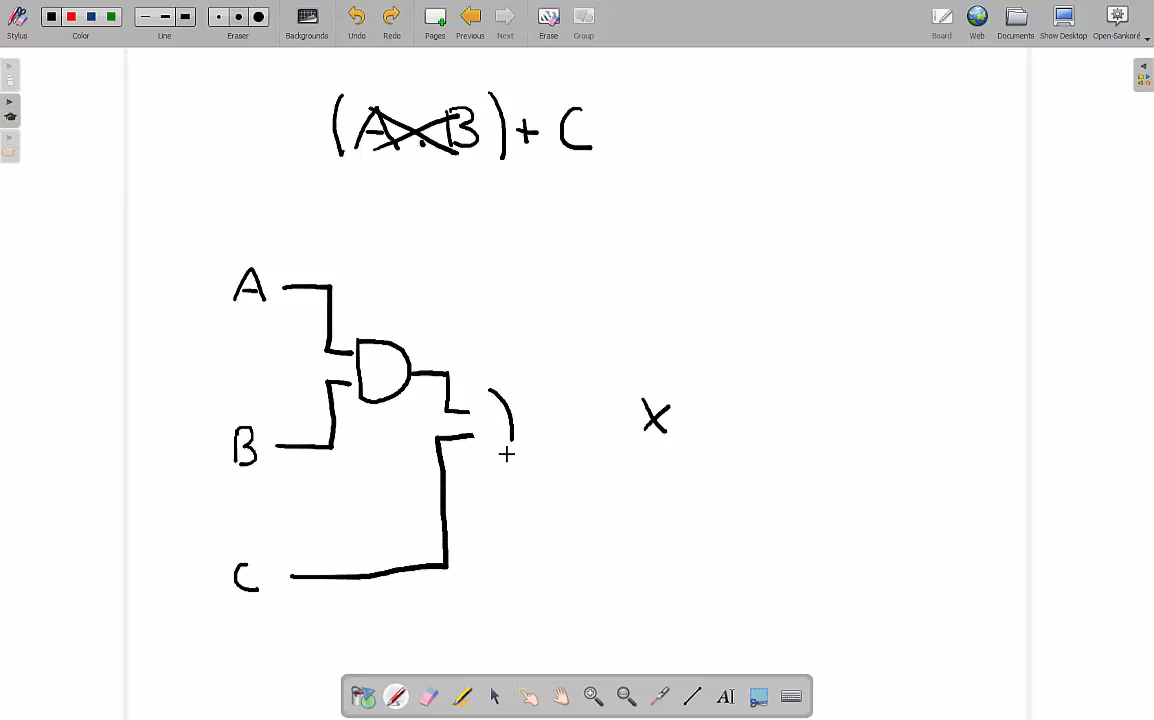 Stylus
Color
Line
Eraser
Backgrounds
Undo
Redo
Pages
Previous
Next
Erase
Group
Board
Web
Documents
Show Desktop
Open-Sankoré
(A.B) + C
A
B
X
C
AI